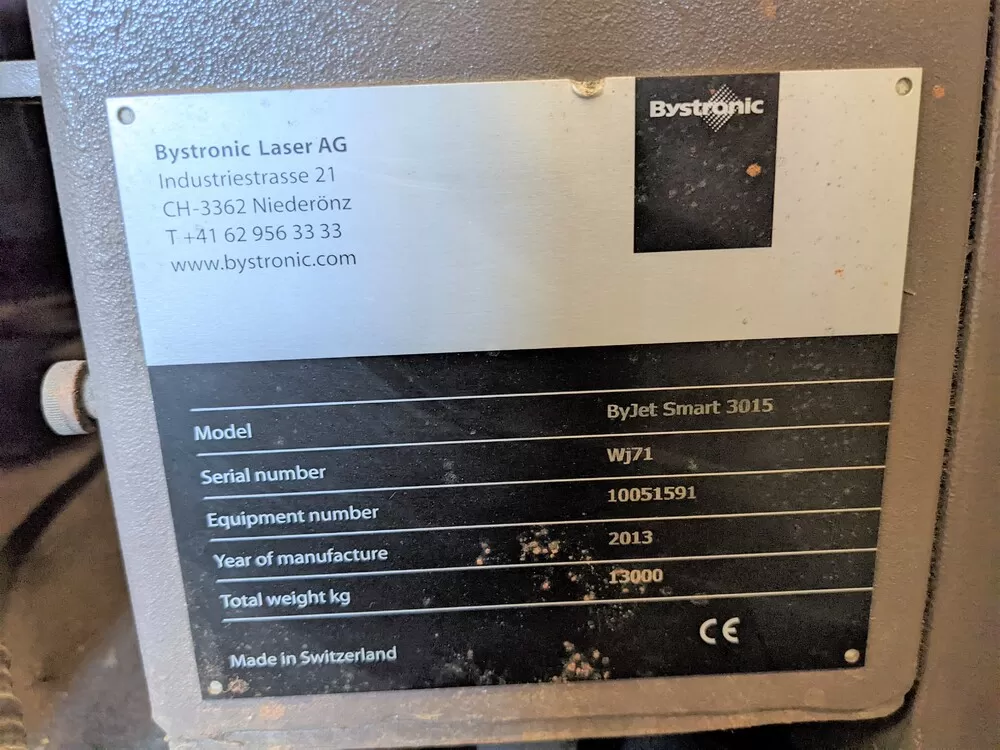 Bystronic
Bystronic Laser AG
Industriestrasse 21
CH-3362 Niederönz
T +41 62 956 33 33
www.bystronic.com
Model ByJet Smart 3015
Serial number Wj71
Equipment number 10051591
Year of manufacture 2013
Total weight kg 13000
CE
Made in Switzerland